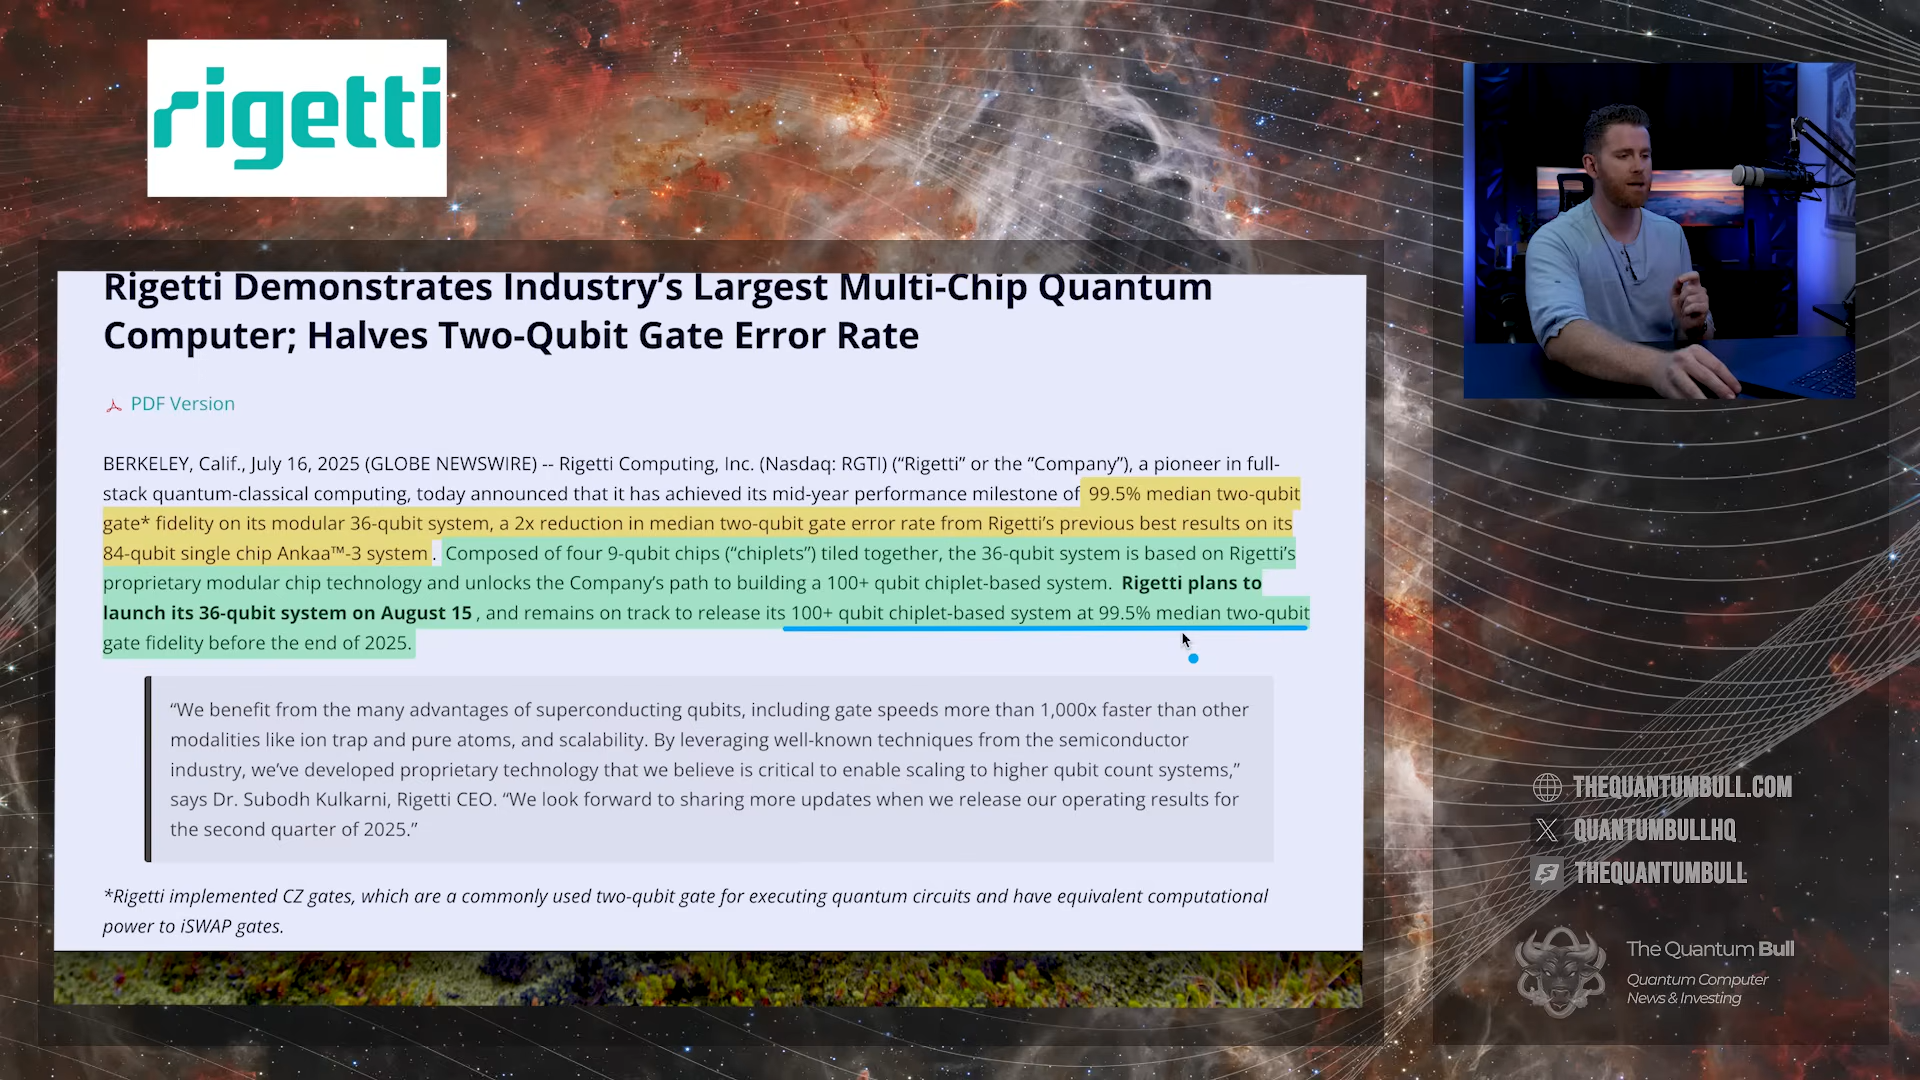 rigetti
Rigetti Demonstrates Industry’s Largest Multi-Chip Quantum
Computer; Halves Two-Qubit Gate Error Rate
PDF Version
BERKELEY, Calif., July 16, 2025 (GLOBE NEWSWIRE) -- Rigetti Computing, Inc. (Nasdaq: RGTI) (“Rigetti” or the “Company”), a pioneer in full-
stack quantum-classical computing, today announced that it has achieved its mid-year performance milestone of 99.5% median two-qubit
gate* fidelity on its modular 36-qubit system, a 2x reduction in median two-qubit gate error rate from Rigetti’s previous best results on its
84-qubit single chip Ankaa™-3 system. Composed of four 9-qubit chips (“chiplets”) tiled together, the 36-qubit system is based on Rigetti’s
proprietary modular chip technology and unlocks the Company’s path to building a 100+ qubit chiplet-based system. Rigetti plans to
launch its 36-qubit system on August 15, and remains on track to release its 100+ qubit chiplet-based system at 99.5% median two-qubit
gate fidelity before the end of 2025.
“We benefit from the many advantages of superconducting qubits, including gate speeds more than 1,000x faster than other
modalities like ion trap and pure atoms, and scalability. By leveraging well-known techniques from the semiconductor
industry, we’ve developed proprietary technology that we believe is critical to enable scaling to higher qubit count systems,”
says Dr. Subodh Kulkarni, Rigetti CEO. “We look forward to sharing more updates when we release our operating results for
the second quarter of 2025.”
*Rigetti implemented CZ gates, which are a commonly used two-qubit gate for executing quantum circuits and have equivalent computational
power to iSWAP gates.
THEQUANTUMBULL.COM
QUANTUMBULLHQ
THEQUANTUMBULL
The Quantum Bull
Quantum Computer
News & Investing